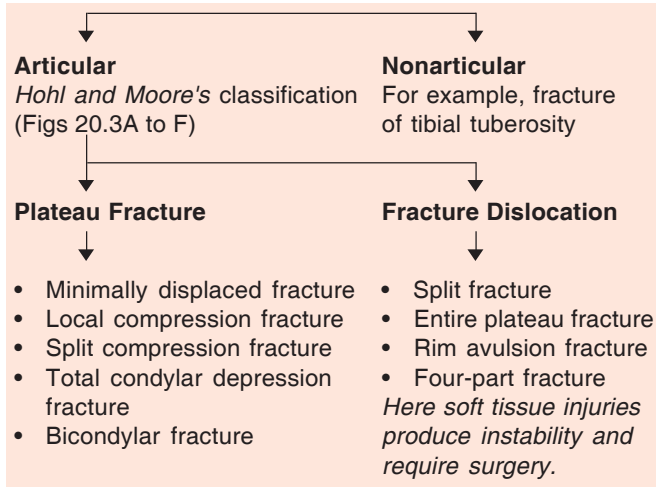 Articular
Hohl and Moore's classification
(Figs 20.3A to F)
Nonarticular
For example, fracture
of tibial tuberosity
Plateau Fracture
• Minimally displaced fracture
• Local compression fracture
• Split compression fracture
• Total condylar depression
fracture
• Bicondylar fracture
Fracture Dislocation
• Split fracture
• Entire plateau fracture
• Rim avulsion fracture
• Four-part fracture
Here soft tissue injuries
produce instability and
require surgery.